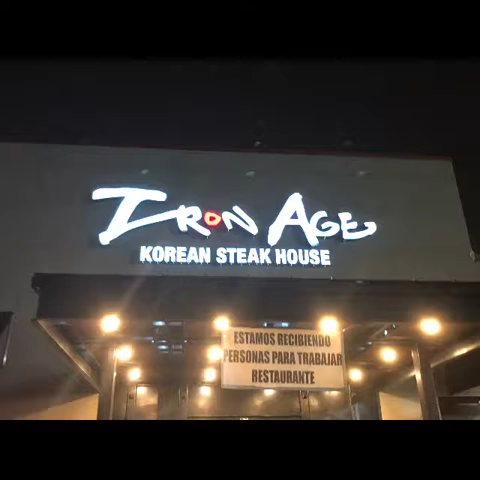 IRON AGE
KOREAN STEAK HOUSE
ESTAMOS RECIBIENDO
PERSONAS PARA TRABAJAR
RESTAURANTE